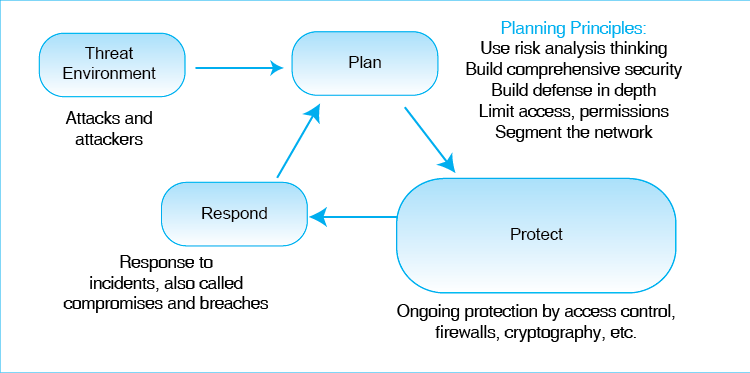 Threat
Environment
Attacks and
attackers
Plan
Planning Principles:
Use risk analysis thinking
Build comprehensive security
Build defense in depth
Limit access, permissions
Segment the network
Respond
Response to
incidents, also called
compromises and breaches
Protect
Ongoing protection by access control,
firewalls, cryptography, etc.